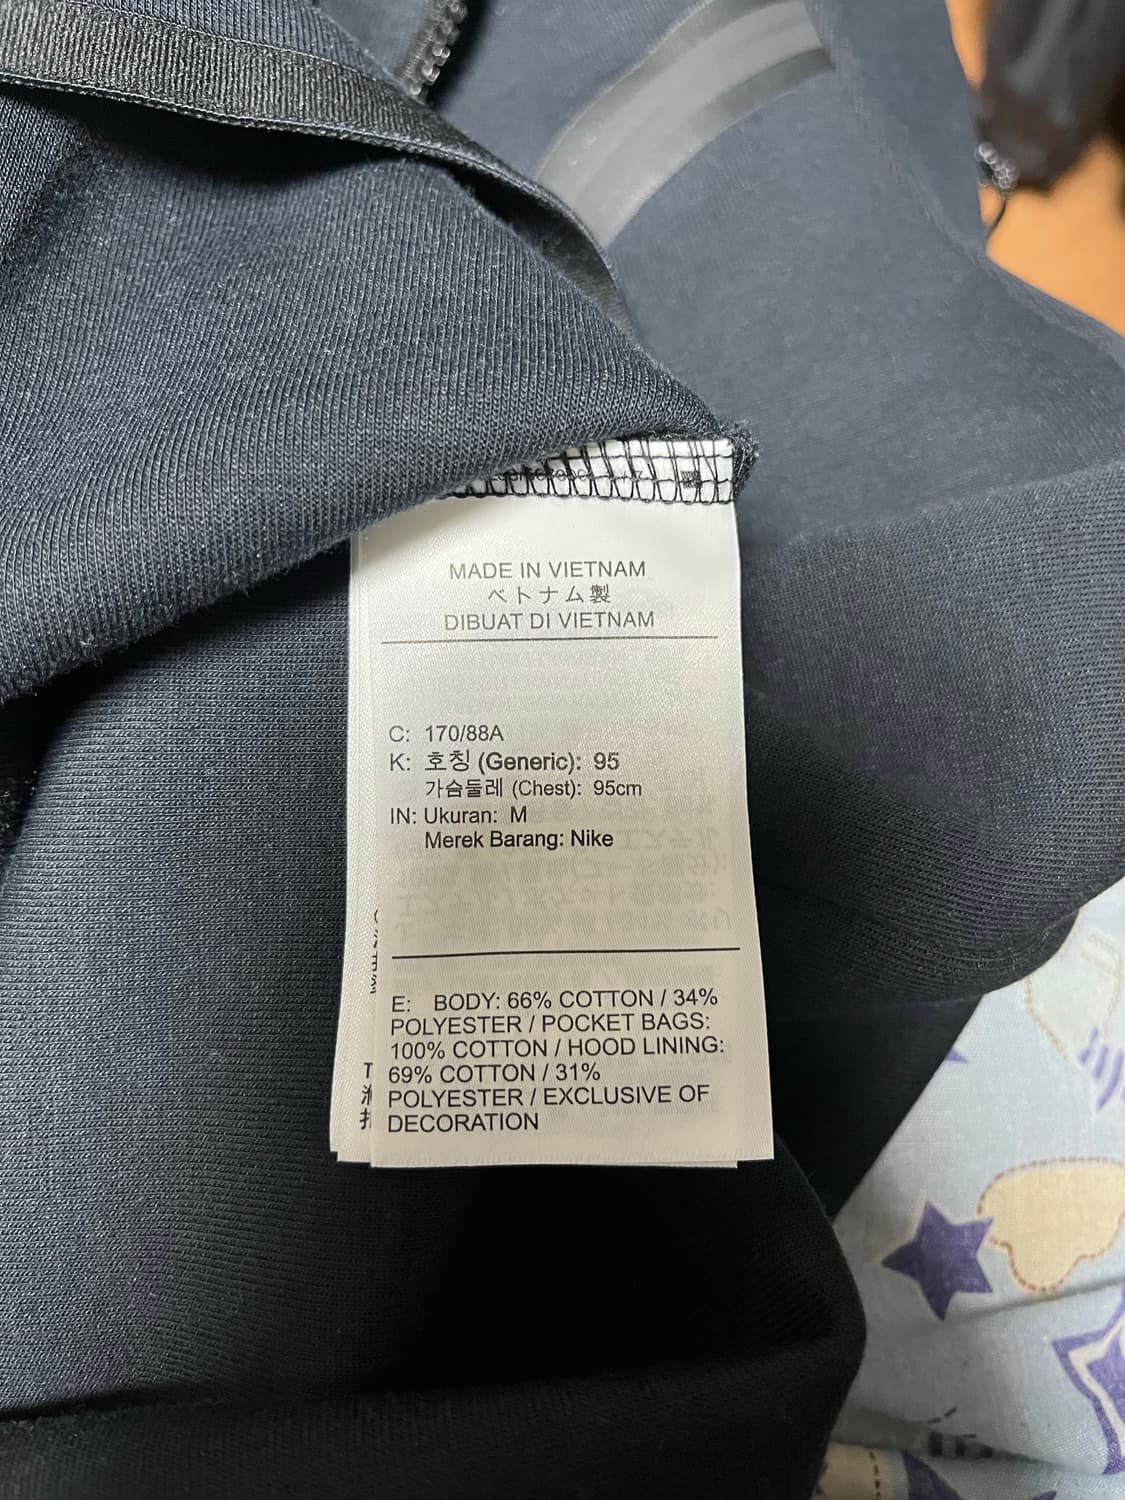 MADE IN VIETNAM
ベトナム製
DIBUAT DI VIETNAM
C: 170/88A
K: 호칭 (Generic): 95
가슴둘레 (Chest): 95cm
IN: Ukuran: M
Merek Barang: Nike
E: BODY: 66% COTTON / 34%
POLYESTER / POCKET BAGS:
100% COTTON / HOOD LINING:
69% COTTON / 31%
POLYESTER / EXCLUSIVE OF
DECORATION